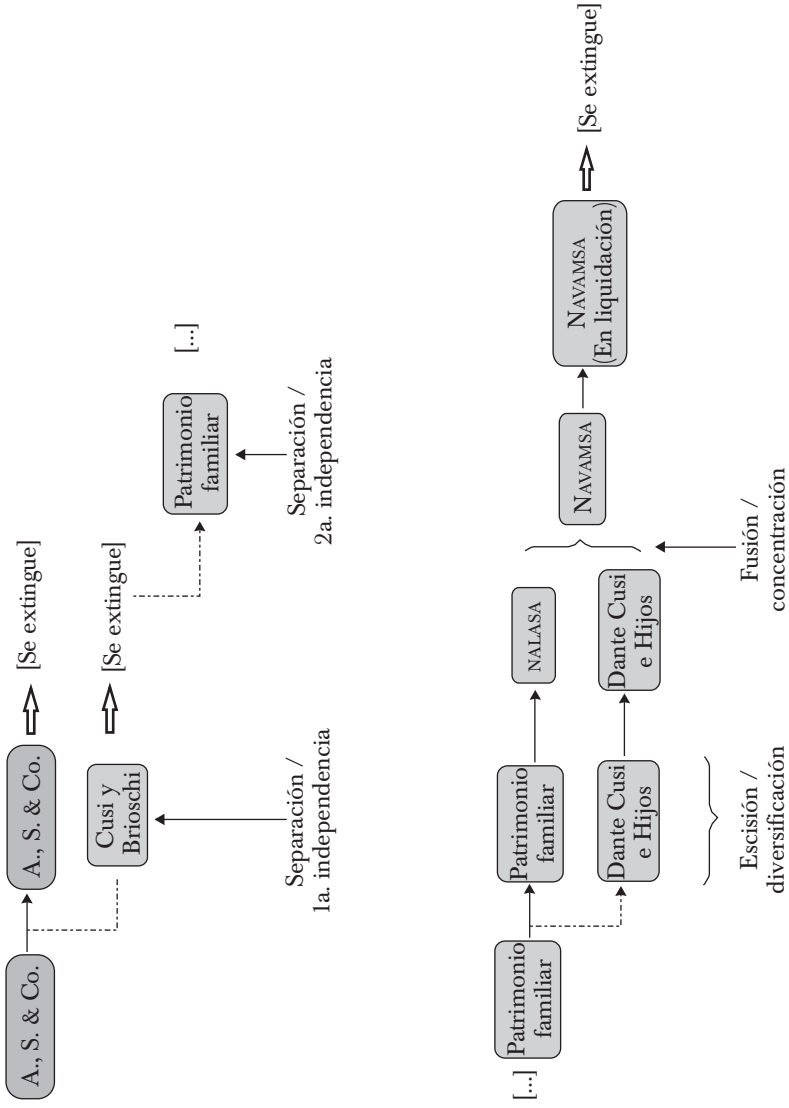 A., S. & Co.
A., S. & Co.
[Se extingue]
Cusi y
Brioschi
[Se extingue]
Separación /
1a. independencia
Patrimonio
familiar
[...]
Separación /
2a. independencia
[...]
Patrimonio
familiar
Patrimonio
familiar
NALASA
Dante Cusi
e Hijos
Dante Cusi
e Hijos
Escisión /
diversificación
Fusión /
concentración
NAVAMSA
NAVAMSA
(En liquidación)
[Se extingue]